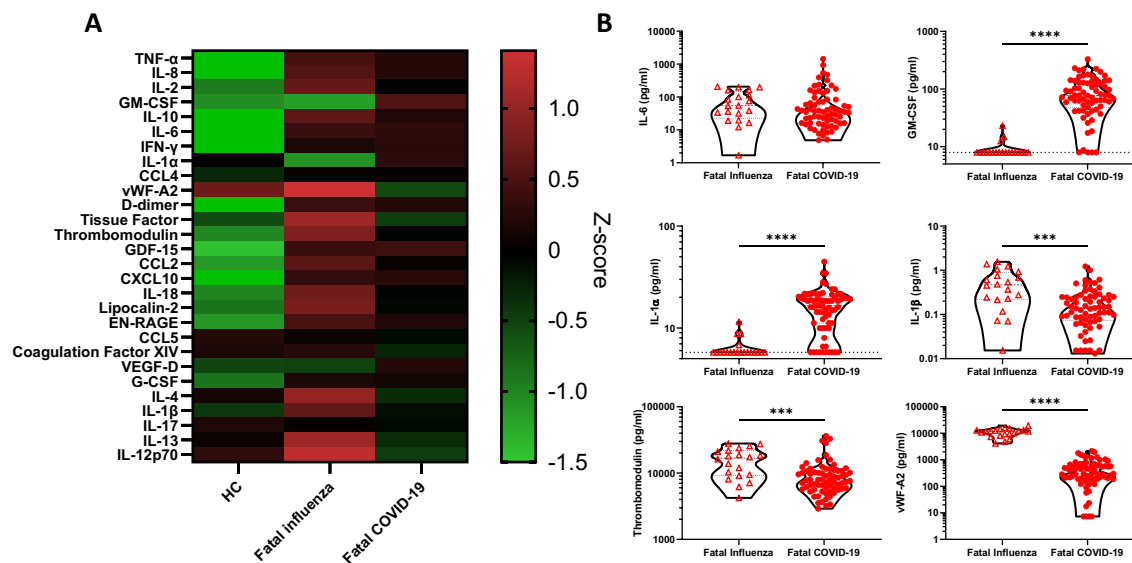 A
TNF-α
IL-8
IL-2
GM-CSF
IL-10
IL-6
IFN-γ
IL-1α
CCL4
vWF-A2
D-dimer
Tissue Factor
Thrombomodulin
GDF-15
CCL2
CXCL10
IL-18
Lipocalin-2
EN-RAGE
CCL5
Coagulation Factor XIV
VEGF-D
G-CSF
IL-4
IL-1β
IL-17
IL-13
IL-12p70
HC
Fatal influenza
Fatal COVID-19
1.0
0.5
0
-0.5
-1.0
-1.5
Z-score
B
IL-6 (pg/ml)
10000
1000
100
10
1
Fatal Influenza
Fatal COVID-19
GM-CSF (pg/ml)
1000
100
10
****
Fatal Influenza
Fatal COVID-19
IL-1α (pg/ml)
100
10
****
Fatal Influenza
Fatal COVID-19
IL-1β (pg/ml)
10
1
0.1
0.01
***
Fatal Influenza
Fatal COVID-19
Thrombomodulin (pg/ml)
100000
10000
1000
***
Fatal Influenza
Fatal COVID-19
vWF-A2 (pg/ml)
100000
10000
1000
100
10
1
****
Fatal Influenza
Fatal COVID-19